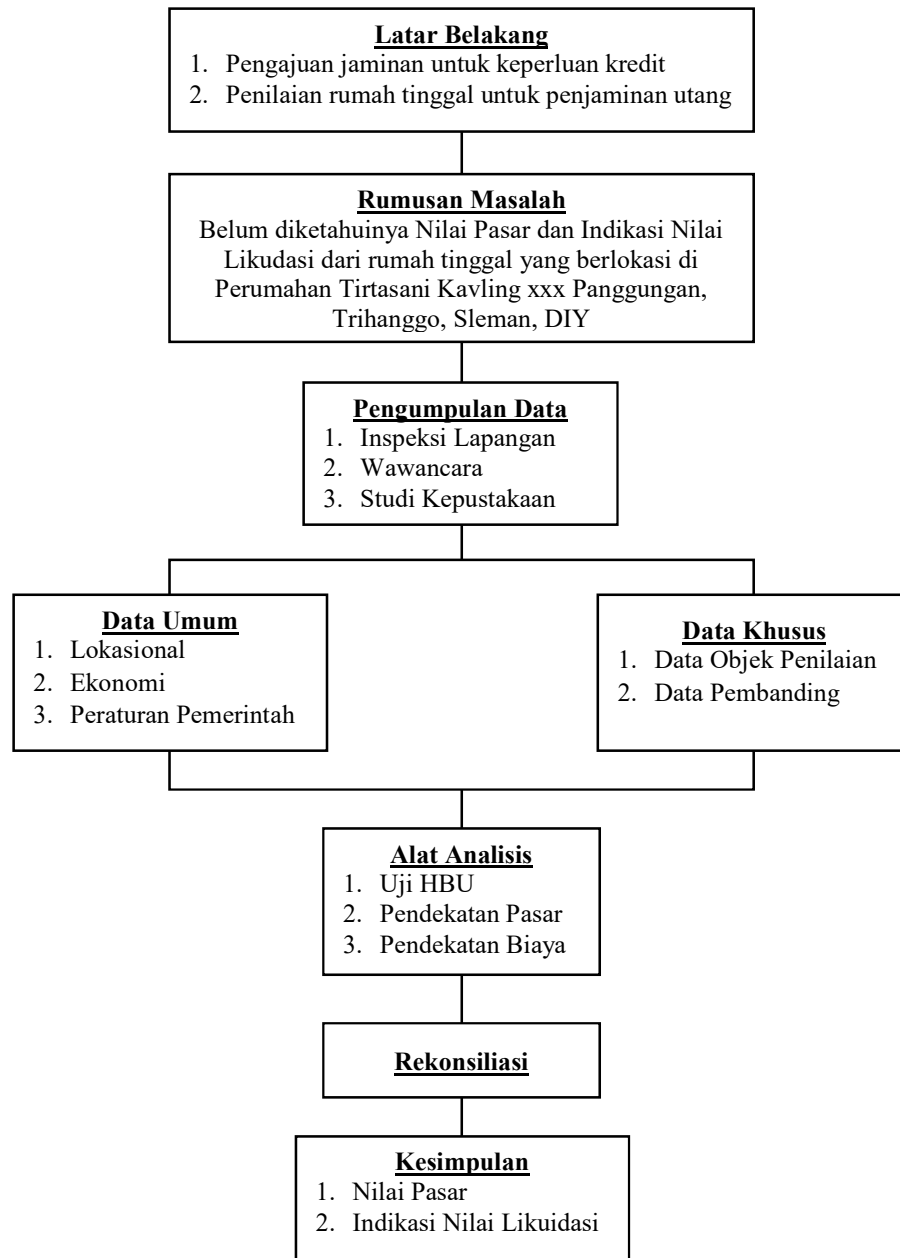 Latar Belakang
1. Pengajuan jaminan untuk keperluan kredit
2. Penilaian rumah tinggal untuk penjaminan utang
Rumusan Masalah
Belum diketahuinya Nilai Pasar dan Indikasi Nilai
Likudasi dari rumah tinggal yang berlokasi di
Perumahan Tirtasani Kavling xxx Panggungan,
Trihanggo, Sleman, DIY
Pengumpulan Data
1. Inspeksi Lapangan
2. Wawancara
3. Studi Kepustakaan
Data Umum
1. Lokasional
2. Ekonomi
3. Peraturan Pemerintah
Data Khusus
1. Data Objek Penilaian
2. Data Pembanding
Alat Analisis
1. Uji HBU
2. Pendekatan Pasar
3. Pendekatan Biaya
Rekonsiliasi
Kesimpulan
1. Nilai Pasar
2. Indikasi Nilai Likuidasi